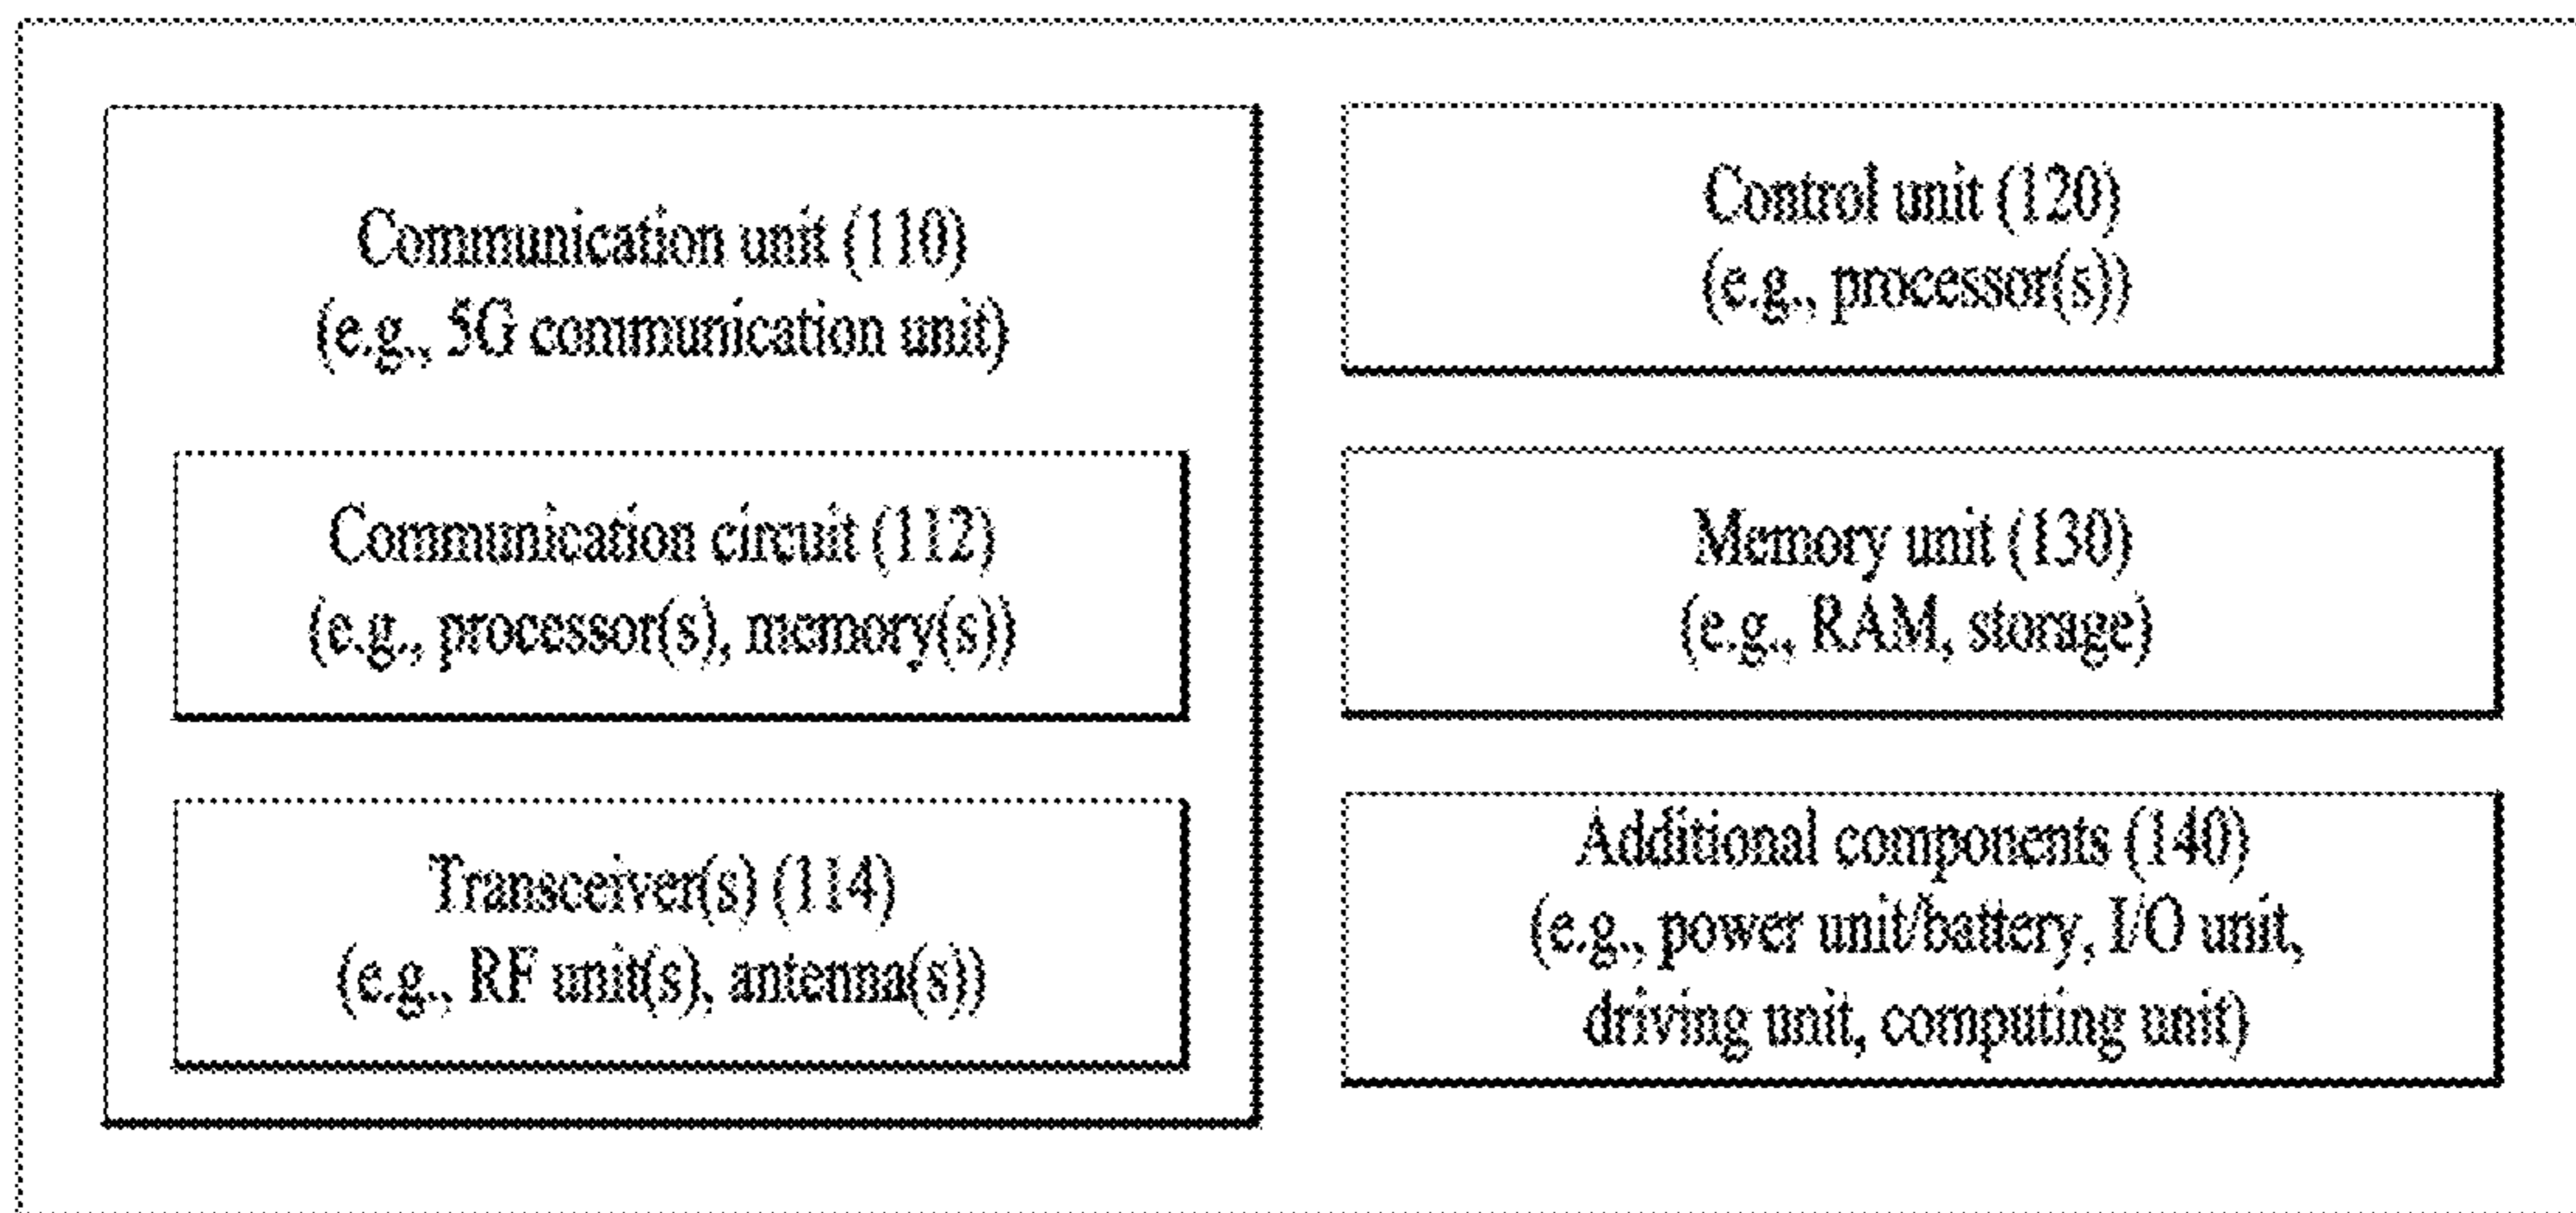 Communication unit (110)
(e.g., 5G communication unit)
Communication circuit (112)
(e.g., processor(s), memory(s))
Transceiver(s) (114)
(e.g., RF unit(s), antenna(s))
Control unit (120)
(e.g., processor(s))
Memory unit (130)
(e.g., RAM, storage)
Additional components (140)
(e.g., power unit/battery, I/O unit,
driving unit, computing unit)